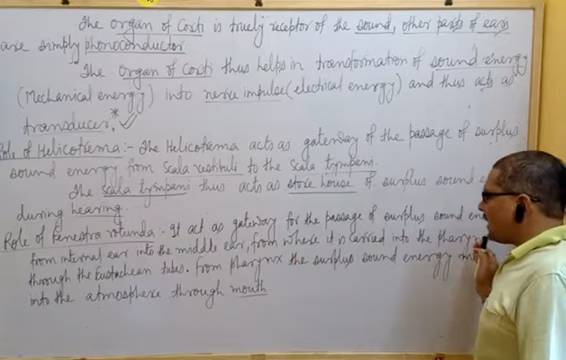 The organ of Corti is truely receptor of the sound, other parts of ears
are simply phonoconductor
The organ of Corti thus helps in transformation of sound energy
(Mechanical energy) into nerve impulse (electrical energy) and thus acts as
transducer.*
Role of Helicotrema:- The Helicotrema acts as gateway of the passage of surplus
sound energy from Scala vestibuli to the Scala tympani.
The scala tympani thus acts as store house of surplus sound
during hearing.
Role of Fenestra rotunda:- It act as gateway for the passage of surplus sound
from internal ear into the middle ear, from where it is carried into the
through the Eustachean tubes. From pharynx the surplus sound energy
into the atmosphere through mouth